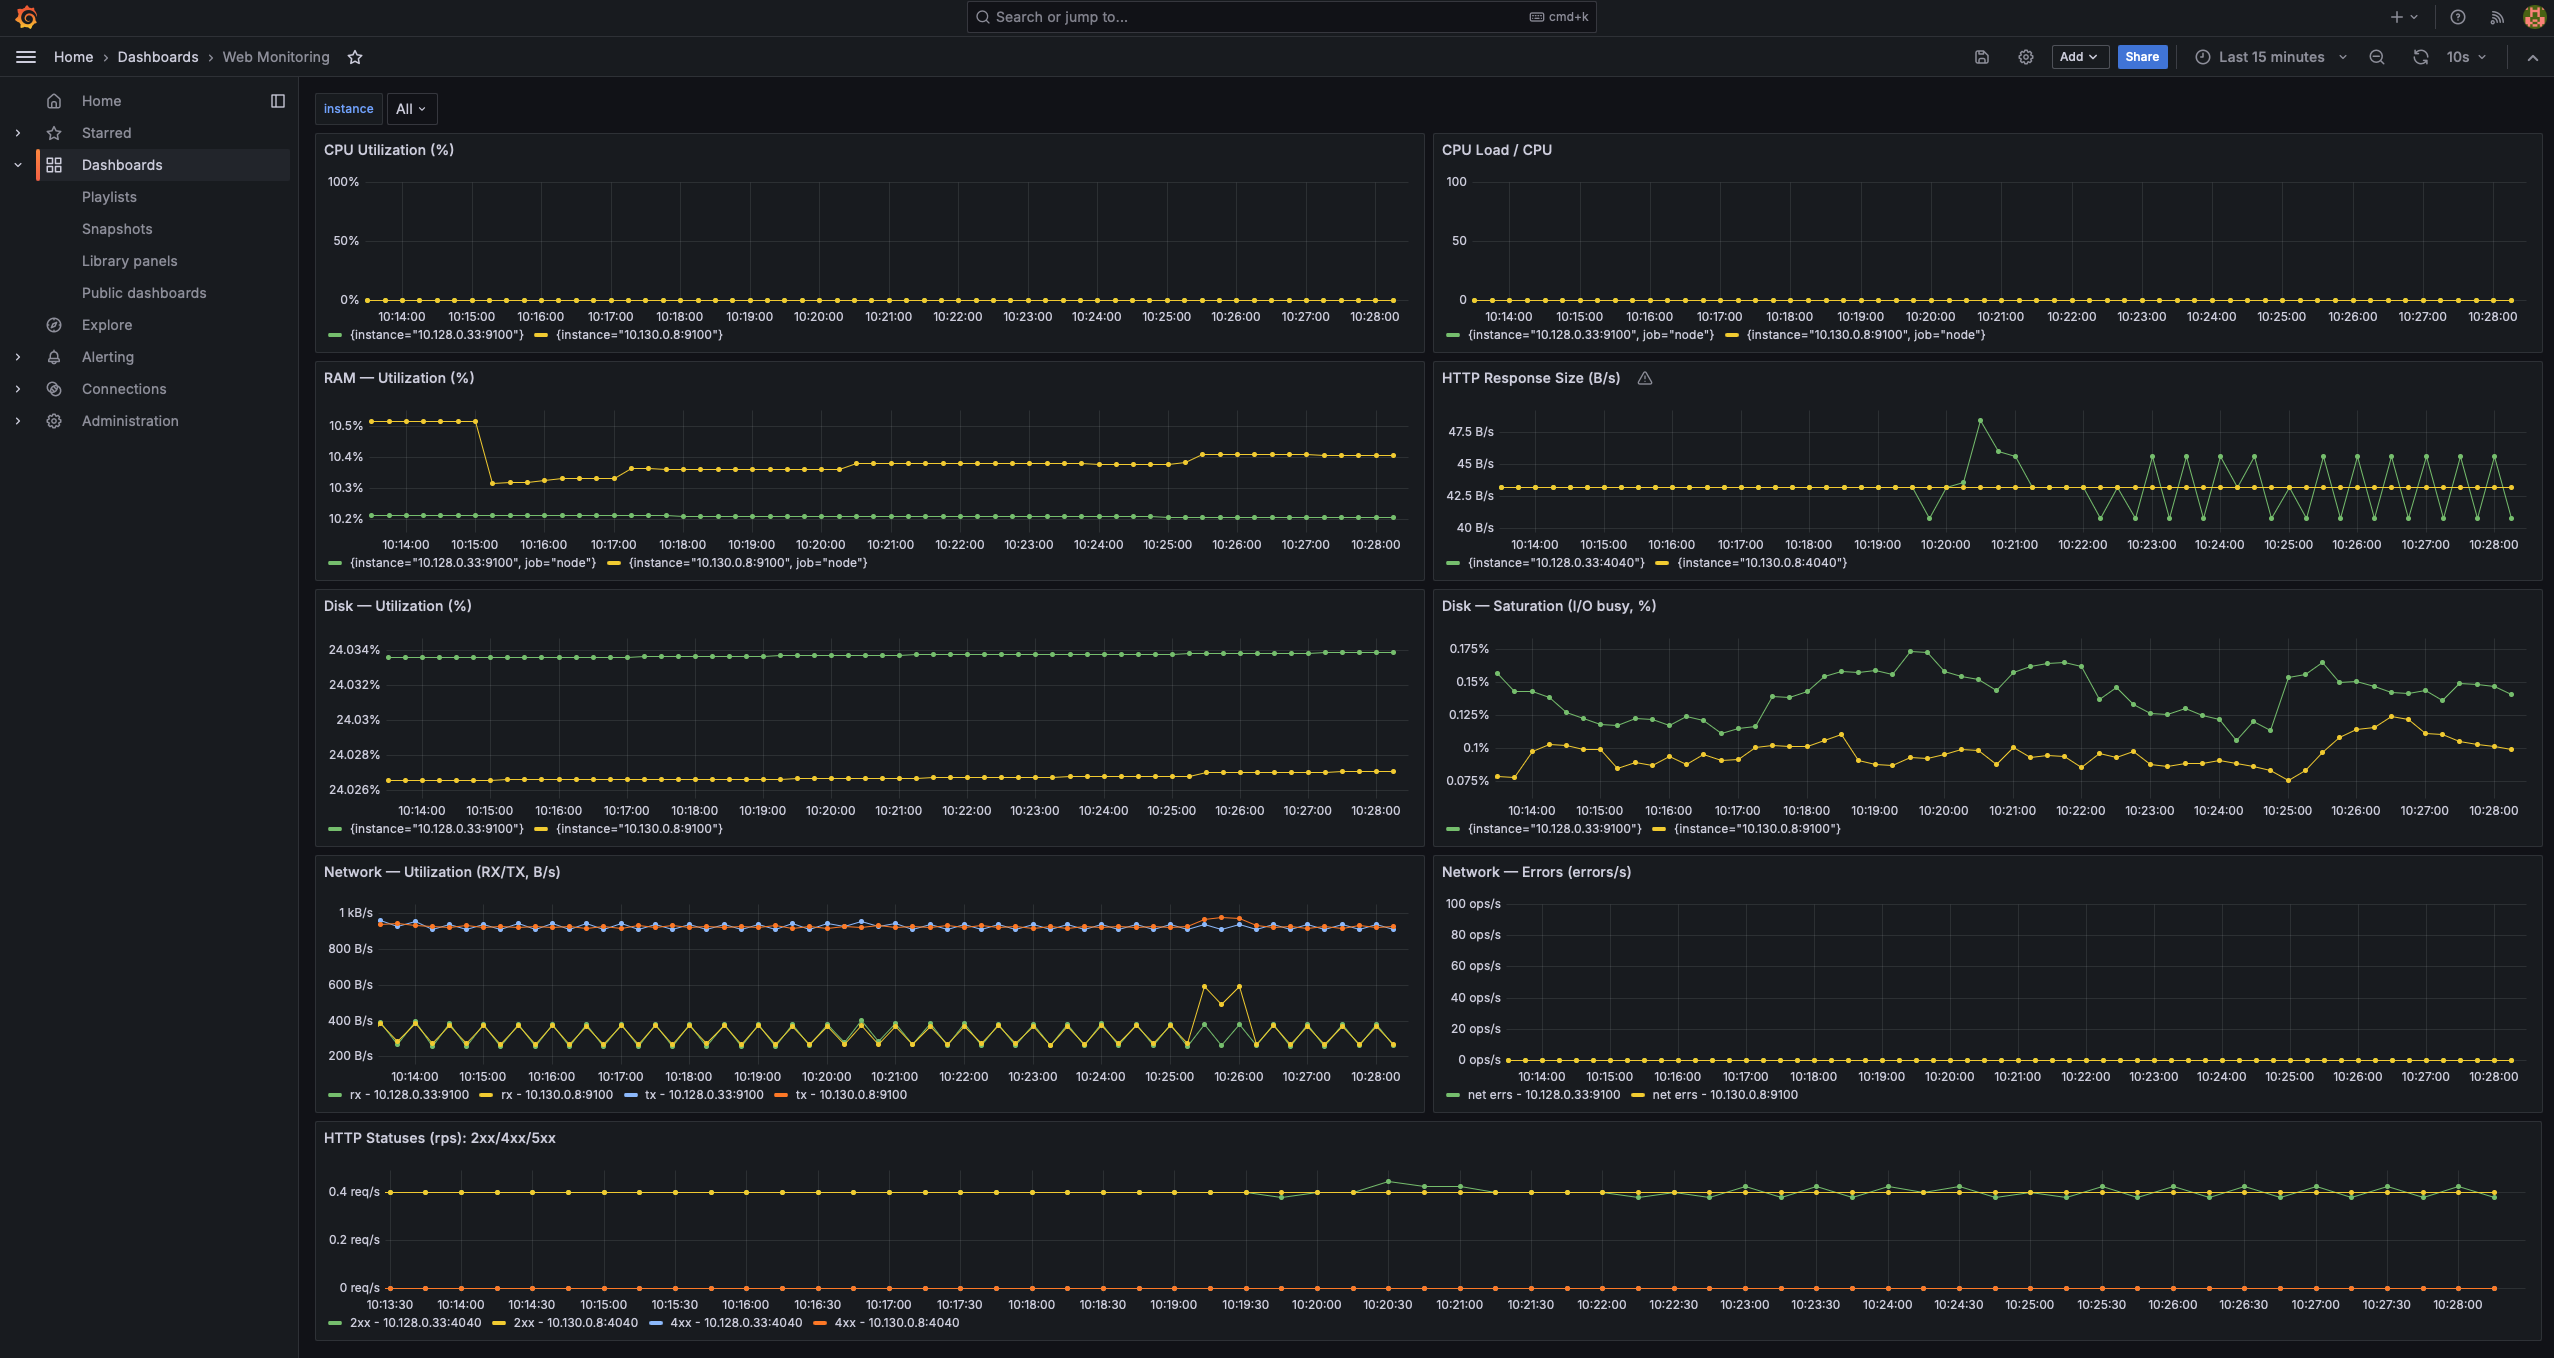 Search or jump to... cmd+k
Home › Dashboards › Web Monitoring Add Share Last 15 minutes 10s
Home
Starred
Dashboards
Playlists
Snapshots
Library panels
Public dashboards
Explore
Alerting
Connections
Administration
instance All
CPU Utilization (%)
100%
50%
0%
10:14:00 10:15:00 10:16:00 10:17:00 10:18:00 10:19:00 10:20:00 10:21:00 10:22:00 10:23:00 10:24:00 10:25:00 10:26:00 10:27:00 10:28:00
{instance="10.128.0.33:9100"} {instance="10.130.0.8:9100"}
CPU Load / CPU
100
50
0
10:14:00 10:15:00 10:16:00 10:17:00 10:18:00 10:19:00 10:20:00 10:21:00 10:22:00 10:23:00 10:24:00 10:25:00 10:26:00 10:27:00 10:28:00
{instance="10.128.0.33:9100", job="node"} {instance="10.130.0.8:9100", job="node"}
RAM — Utilization (%)
10.5%
10.4%
10.3%
10.2%
10:14:00 10:15:00 10:16:00 10:17:00 10:18:00 10:19:00 10:20:00 10:21:00 10:22:00 10:23:00 10:24:00 10:25:00 10:26:00 10:27:00 10:28:00
{instance="10.128.0.33:9100", job="node"} {instance="10.130.0.8:9100", job="node"}
HTTP Response Size (B/s)
47.5 B/s
45 B/s
42.5 B/s
40 B/s
10:14:00 10:15:00 10:16:00 10:17:00 10:18:00 10:19:00 10:20:00 10:21:00 10:22:00 10:23:00 10:24:00 10:25:00 10:26:00 10:27:00 10:28:00
{instance="10.128.0.33:4040"} {instance="10.130.0.8:4040"}
Disk — Utilization (%)
24.034%
24.032%
24.03%
24.028%
24.026%
10:14:00 10:15:00 10:16:00 10:17:00 10:18:00 10:19:00 10:20:00 10:21:00 10:22:00 10:23:00 10:24:00 10:25:00 10:26:00 10:27:00 10:28:00
{instance="10.128.0.33:9100"} {instance="10.130.0.8:9100"}
Disk — Saturation (I/O busy, %)
0.175%
0.15%
0.125%
0.1%
0.075%
10:14:00 10:15:00 10:16:00 10:17:00 10:18:00 10:19:00 10:20:00 10:21:00 10:22:00 10:23:00 10:24:00 10:25:00 10:26:00 10:27:00 10:28:00
{instance="10.128.0.33:9100"} {instance="10.130.0.8:9100"}
Network — Utilization (RX/TX, B/s)
1 kB/s
800 B/s
600 B/s
400 B/s
200 B/s
10:14:00 10:15:00 10:16:00 10:17:00 10:18:00 10:19:00 10:20:00 10:21:00 10:22:00 10:23:00 10:24:00 10:25:00 10:26:00 10:27:00 10:28:00
rx - 10.128.0.33:9100 rx - 10.130.0.8:9100 tx - 10.128.0.33:9100 tx - 10.130.0.8:9100
Network — Errors (errors/s)
100 ops/s
80 ops/s
60 ops/s
40 ops/s
20 ops/s
0 ops/s
10:14:00 10:15:00 10:16:00 10:17:00 10:18:00 10:19:00 10:20:00 10:21:00 10:22:00 10:23:00 10:24:00 10:25:00 10:26:00 10:27:00 10:28:00
net errs - 10.128.0.33:9100 net errs - 10.130.0.8:9100
HTTP Statuses (rps): 2xx/4xx/5xx
0.4 req/s
0.2 req/s
0 req/s
10:13:30 10:14:00 10:14:30 10:15:00 10:15:30 10:16:00 10:16:30 10:17:00 10:17:30 10:18:00 10:18:30 10:19:00 10:19:30 10:20:00 10:20:30 10:21:00 10:21:30 10:22:00 10:22:30 10:23:00 10:23:30 10:24:00 10:24:30 10:25:00 10:25:30 10:26:00 10:26:30 10:27:00 10:27:30 10:28:00
2xx - 10.128.0.33:4040 2xx - 10.130.0.8:4040 4xx - 10.128.0.33:4040 4xx - 10.130.0.8:4040